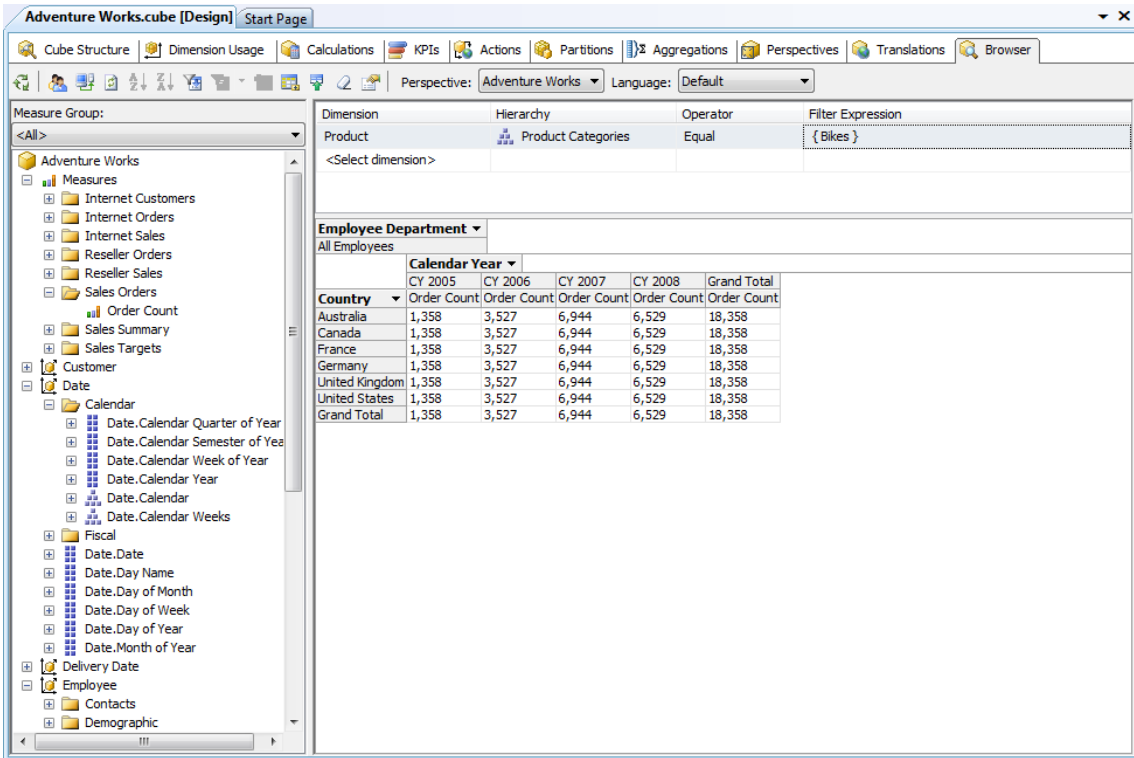 Adventure Works.cube [Design] Start Page
Cube Structure Dimension Usage Calculations KPIs Actions Partitions Aggregations Perspectives Translations Browser
Perspective: Adventure Works Language: Default
Measure Group:
<All>
Adventure Works
Measures
Internet Customers
Internet Orders
Internet Sales
Reseller Orders
Reseller Sales
Sales Orders
Order Count
Sales Summary
Sales Targets
Customer
Date
Calendar
Date.Calendar Quarter of Year
Date.Calendar Semester of Yea
Date.Calendar Week of Year
Date.Calendar Year
Date.Calendar
Date.Calendar Weeks
Fiscal
Date.Date
Date.Day Name
Date.Day of Month
Date.Day of Week
Date.Day of Year
Date.Month of Year
Delivery Date
Employee
Contacts
Demographic
Dimension Hierarchy Operator Filter Expression
Product Product Categories Equal { Bikes }
<Select dimension>
Employee Department
All Employees
Calendar Year
CY 2005 CY 2006 CY 2007 CY 2008 Grand Total
Country Order Count Order Count Order Count Order Count Order Count
Australia 1,358 3,527 6,944 6,529 18,358
Canada 1,358 3,527 6,944 6,529 18,358
France 1,358 3,527 6,944 6,529 18,358
Germany 1,358 3,527 6,944 6,529 18,358
United Kingdom 1,358 3,527 6,944 6,529 18,358
United States 1,358 3,527 6,944 6,529 18,358
Grand Total 1,358 3,527 6,944 6,529 18,358